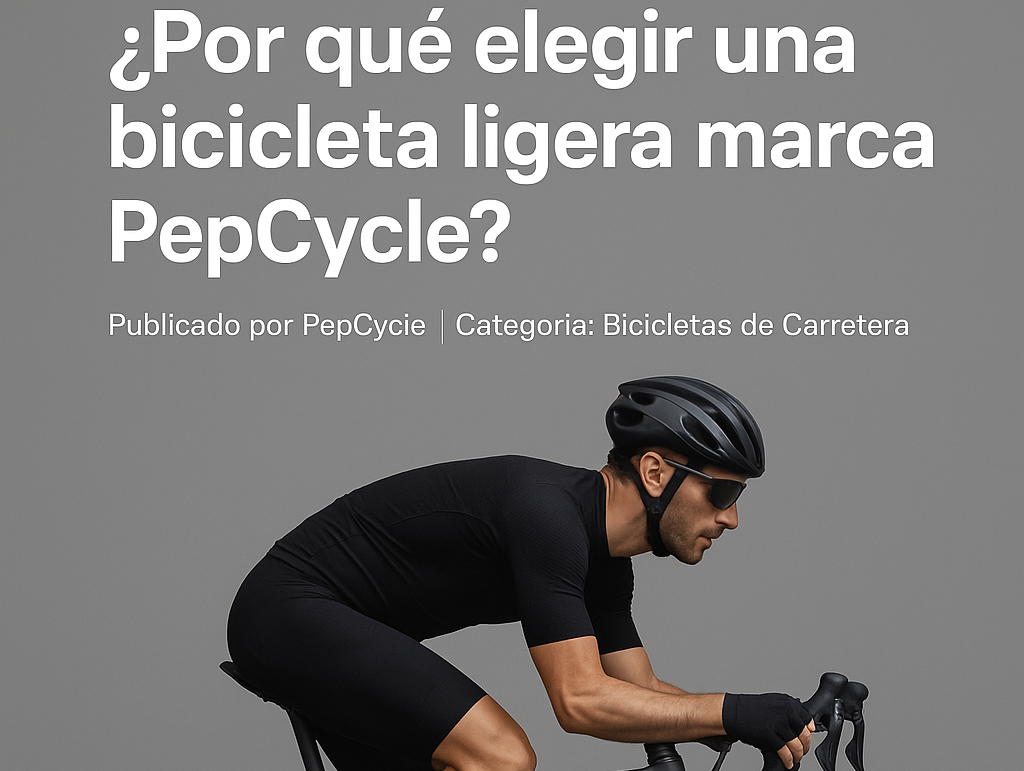 ¿Por qué elegir una
bicicleta ligera marca
PepCycle?
Publicado por PepCycie | Categoria: Bicicletas de Carretera